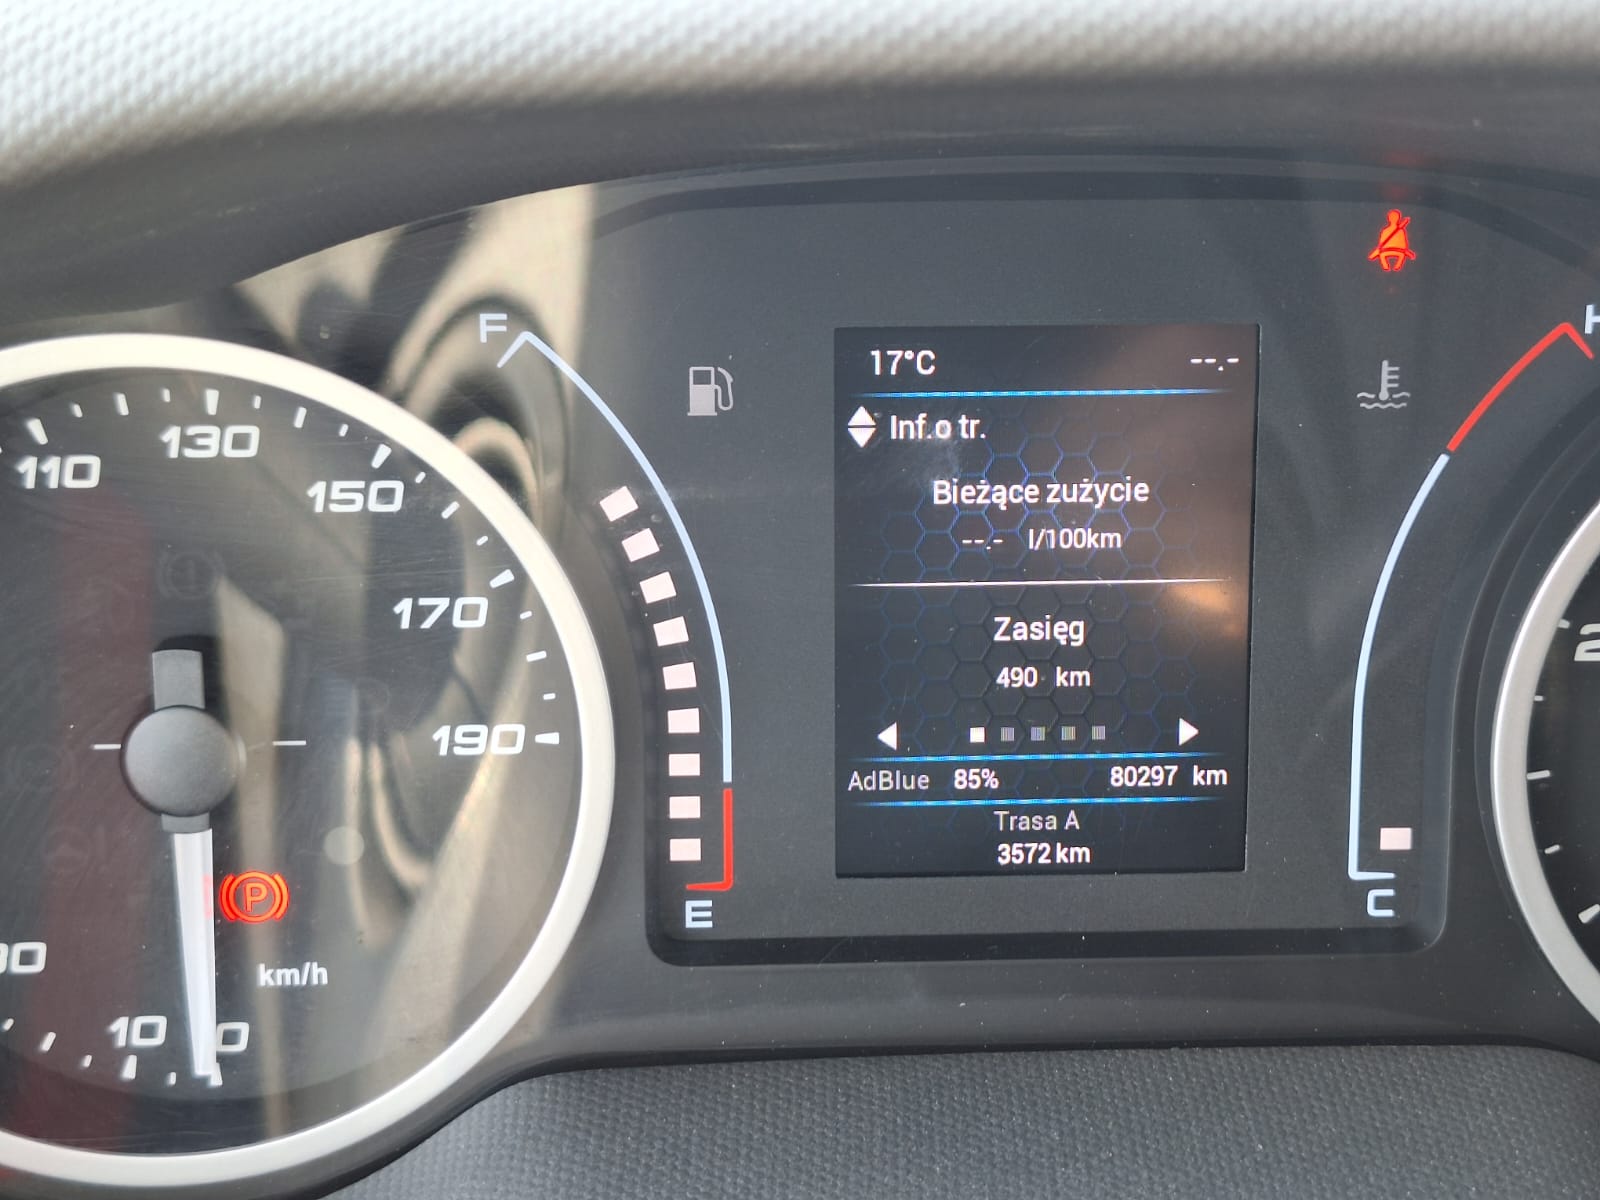 110
130
150
170
190
10
0
km/h
P
F
E
17°C --.-
Inf.o tr.
Bieżące zużycie
--.- l/100km
Zasięg
490 km
AdBlue 85% 80297 km
Trasa A
3572 km
H
C